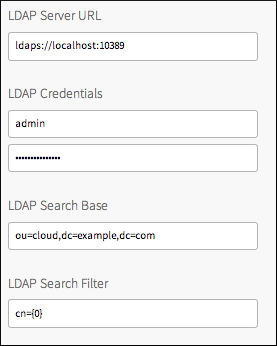 LDAP Server URL
ldaps://localhost:10389
LDAP Credentials
admin
•••••••••••••••
LDAP Search Base
ou=cloud,dc=example,dc=com
LDAP Search Filter
cn={0}